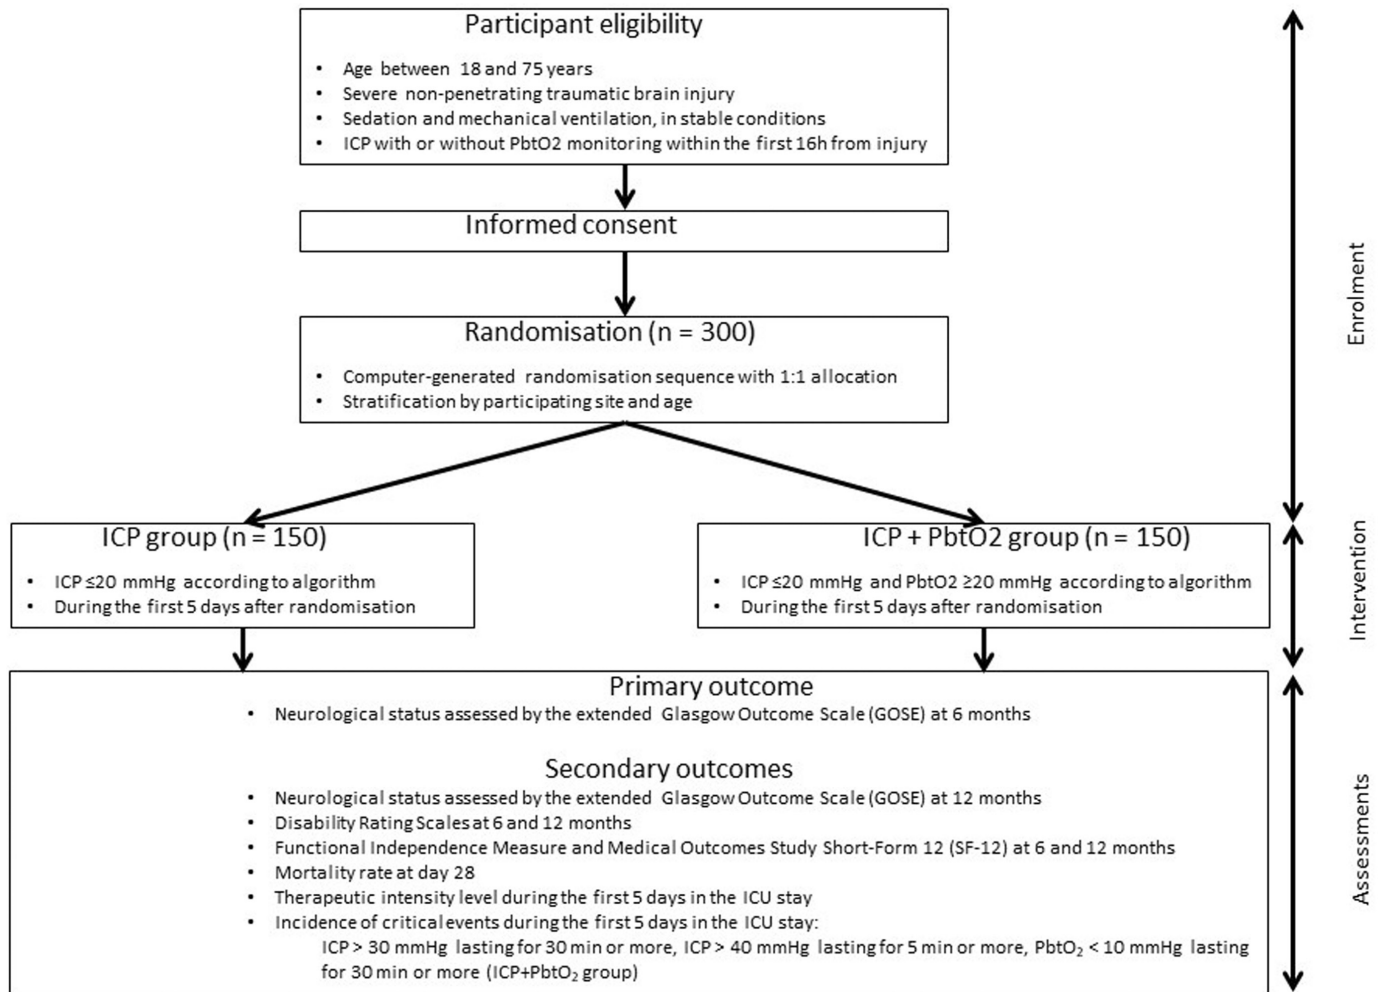 Participant eligibility
• Age between 18 and 75 years
• Severe non-penetrating traumatic brain injury
• Sedation and mechanical ventilation, in stable conditions
• ICP with or without PbtO2 monitoring within the first 16h from injury
Informed consent
Randomisation (n = 300)
• Computer-generated randomisation sequence with 1:1 allocation
• Stratification by participating site and age
Enrolment
ICP group (n = 150)
• ICP ≤20 mmHg according to algorithm
• During the first 5 days after randomisation
ICP + PbtO2 group (n = 150)
• ICP ≤20 mmHg and PbtO2 ≥20 mmHg according to algorithm
• During the first 5 days after randomisation
Intervention
Primary outcome
• Neurological status assessed by the extended Glasgow Outcome Scale (GOSE) at 6 months
Secondary outcomes
• Neurological status assessed by the extended Glasgow Outcome Scale (GOSE) at 12 months
• Disability Rating Scales at 6 and 12 months
• Functional Independence Measure and Medical Outcomes Study Short-Form 12 (SF-12) at 6 and 12 months
• Mortality rate at day 28
• Therapeutic intensity level during the first 5 days in the ICU stay
• Incidence of critical events during the first 5 days in the ICU stay:
ICP > 30 mmHg lasting for 30 min or more, ICP > 40 mmHg lasting for 5 min or more, PbtO₂ < 10 mmHg lasting
for 30 min or more (ICP+PbtO₂ group)
Assessments